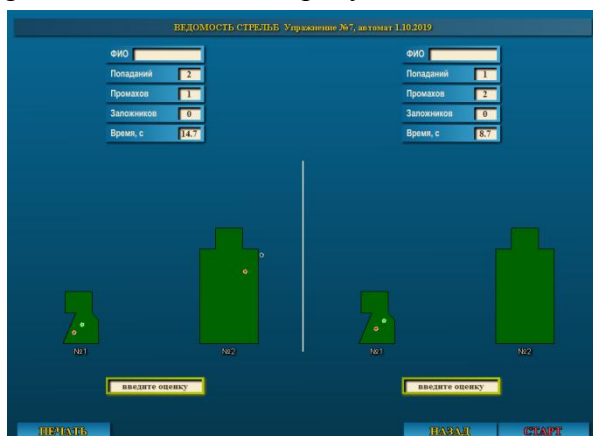 ВЕДОМОСТЬ СТРЕЛЬБ Упражнение №7, автомат 1.10.2019
ФИО
Попаданий 2
Промахов 1
Заложников 0
Время, с 14.7
№1 №2
введите оценку
ФИО
Попаданий 1
Промахов 2
Заложников 0
Время, с 8.7
№1 №2
введите оценку
ПЕЧАТЬ НАЗАД СТАРТ